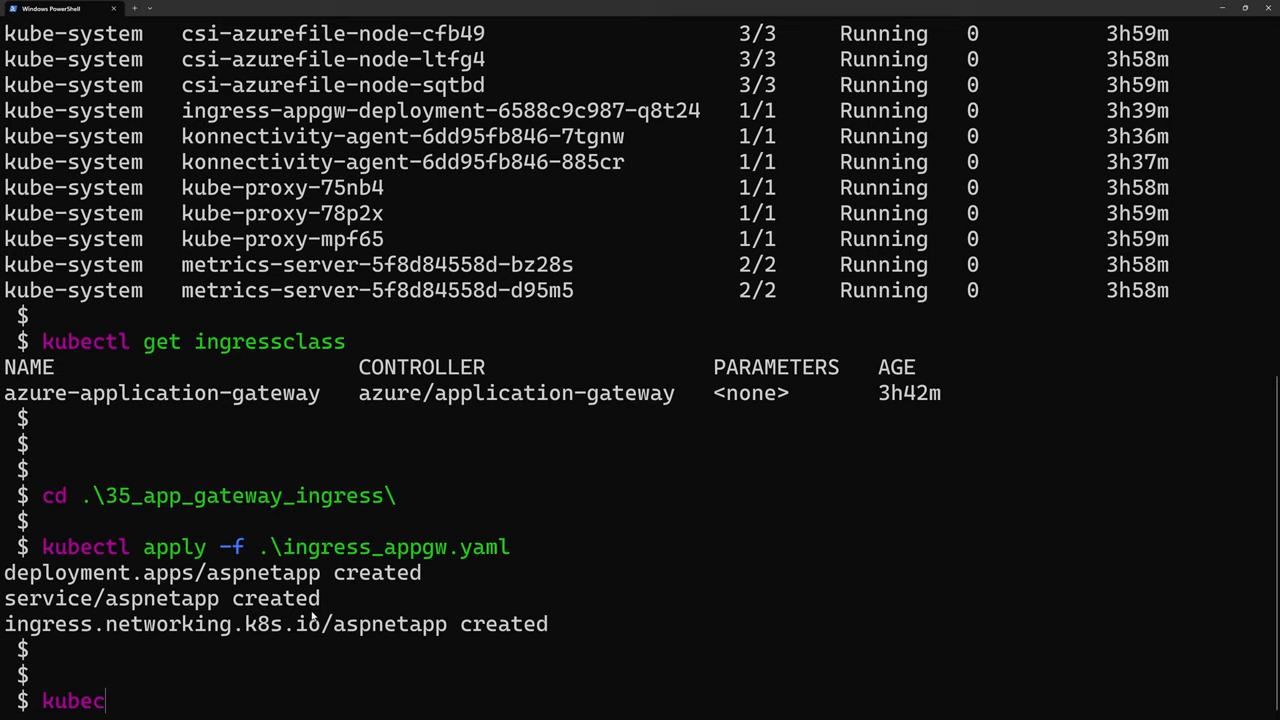 Windows PowerShell
kube-system csi-azurefile-node-cfb49 3/3 Running 0 3h59m
kube-system csi-azurefile-node-ltfg4 3/3 Running 0 3h58m
kube-system csi-azurefile-node-sqtbd 3/3 Running 0 3h59m
kube-system ingress-appgw-deployment-6588c9c987-q8t24 1/1 Running 0 3h39m
kube-system konnectivity-agent-6dd95fb846-7tgnw 1/1 Running 0 3h36m
kube-system konnectivity-agent-6dd95fb846-885cr 1/1 Running 0 3h37m
kube-system kube-proxy-75nb4 1/1 Running 0 3h58m
kube-system kube-proxy-78p2x 1/1 Running 0 3h59m
kube-system kube-proxy-mpf65 1/1 Running 0 3h59m
kube-system metrics-server-5f8d84558d-bz28s 2/2 Running 0 3h58m
kube-system metrics-server-5f8d84558d-d95m5 2/2 Running 0 3h58m
$
$ kubectl get ingressclass
NAME CONTROLLER PARAMETERS AGE
azure-application-gateway azure/application-gateway <none> 3h42m
$
$
$
$ cd .\35_app_gateway_ingress\
$
$ kubectl apply -f .\ingress_appgw.yaml
deployment.apps/aspnetapp created
service/aspnetapp created
ingress.networking.k8s.io/aspnetapp created
$
$
$ kubec